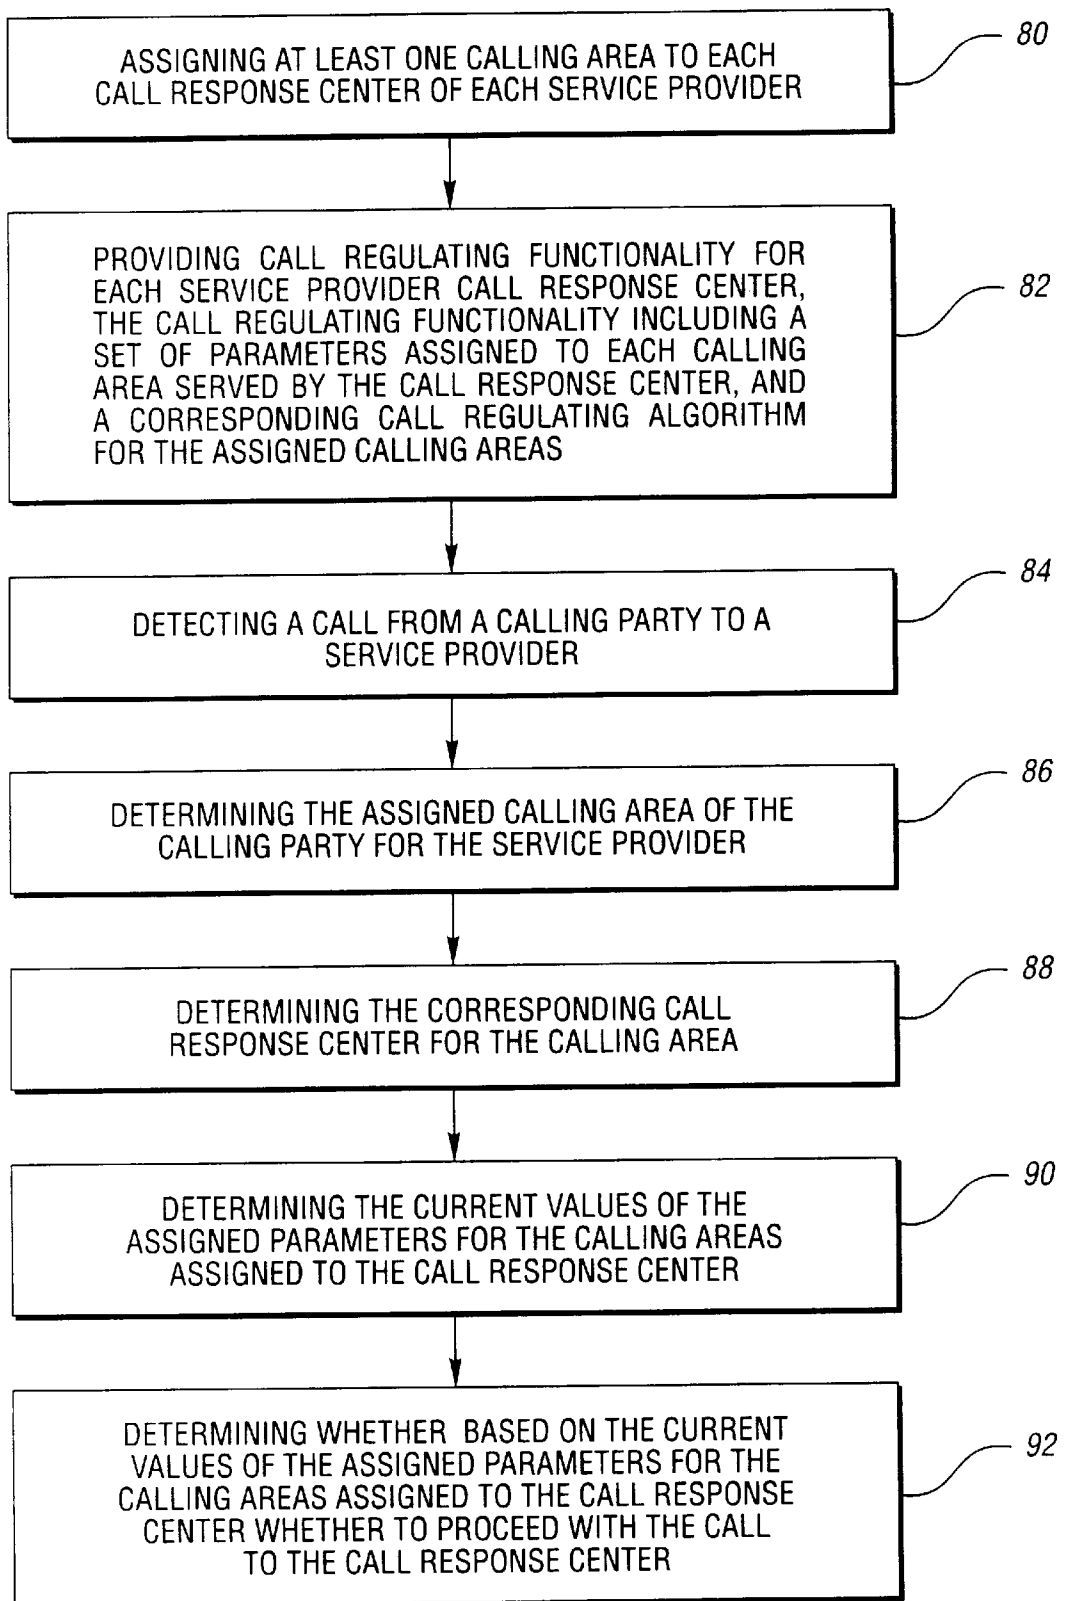 ASSIGNING AT LEAST ONE CALLING AREA TO EACH
CALL RESPONSE CENTER OF EACH SERVICE PROVIDER
80
PROVIDING CALL REGULATING FUNCTIONALITY FOR
EACH SERVICE PROVIDER CALL RESPONSE CENTER,
THE CALL REGULATING FUNCTIONALITY INCLUDING A
SET OF PARAMETERS ASSIGNED TO EACH CALLING
AREA SERVED BY THE CALL RESPONSE CENTER, AND
A CORRESPONDING CALL REGULATING ALGORITHM
FOR THE ASSIGNED CALLING AREAS
82
DETECTING A CALL FROM A CALLING PARTY TO A
SERVICE PROVIDER
84
DETERMINING THE ASSIGNED CALLING AREA OF THE
CALLING PARTY FOR THE SERVICE PROVIDER
86
DETERMINING THE CORRESPONDING CALL
RESPONSE CENTER FOR THE CALLING AREA
88
DETERMINING THE CURRENT VALUES OF THE
ASSIGNED PARAMETERS FOR THE CALLING AREAS
ASSIGNED TO THE CALL RESPONSE CENTER
90
DETERMINING WHETHER BASED ON THE CURRENT
VALUES OF THE ASSIGNED PARAMETERS FOR THE
CALLING AREAS ASSIGNED TO THE CALL RESPONSE
CENTER WHETHER TO PROCEED WITH THE CALL
TO THE CALL RESPONSE CENTER
92